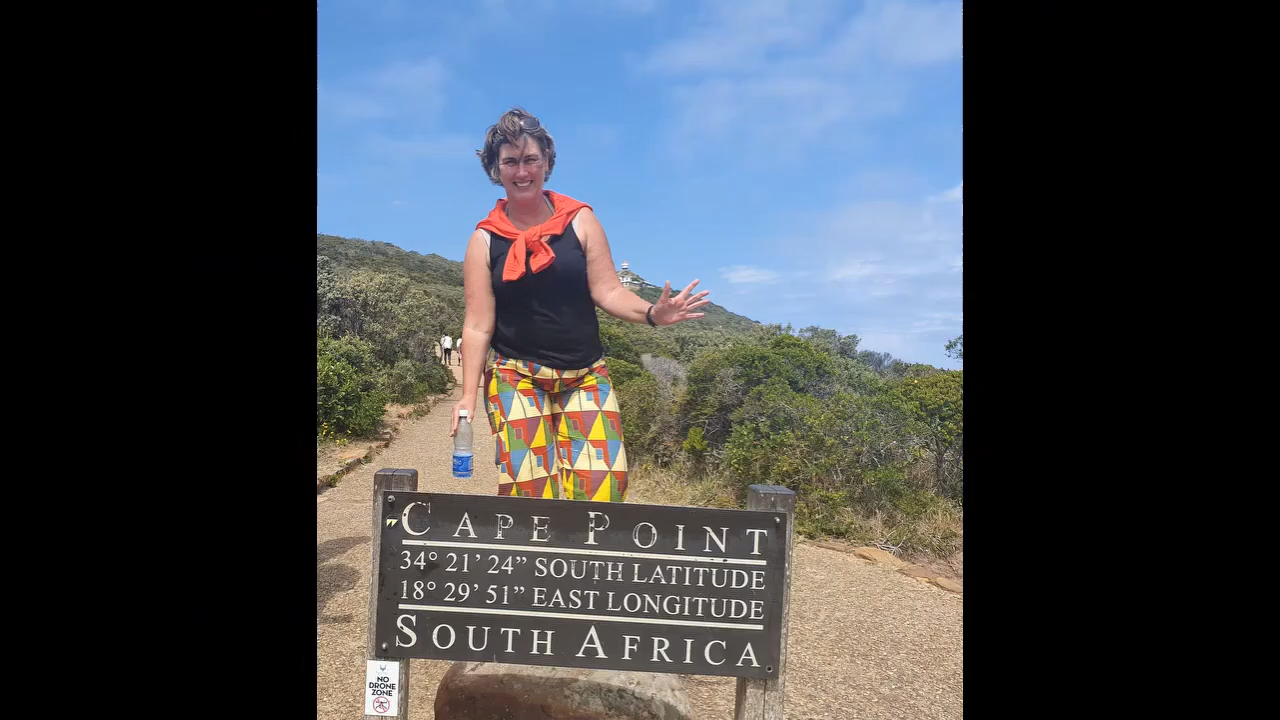 CAPE POINT
34° 21' 24” SOUTH LATITUDE
18° 29' 51” EAST LONGITUDE
SOUTH AFRICA
NO
DRONE
ZONE